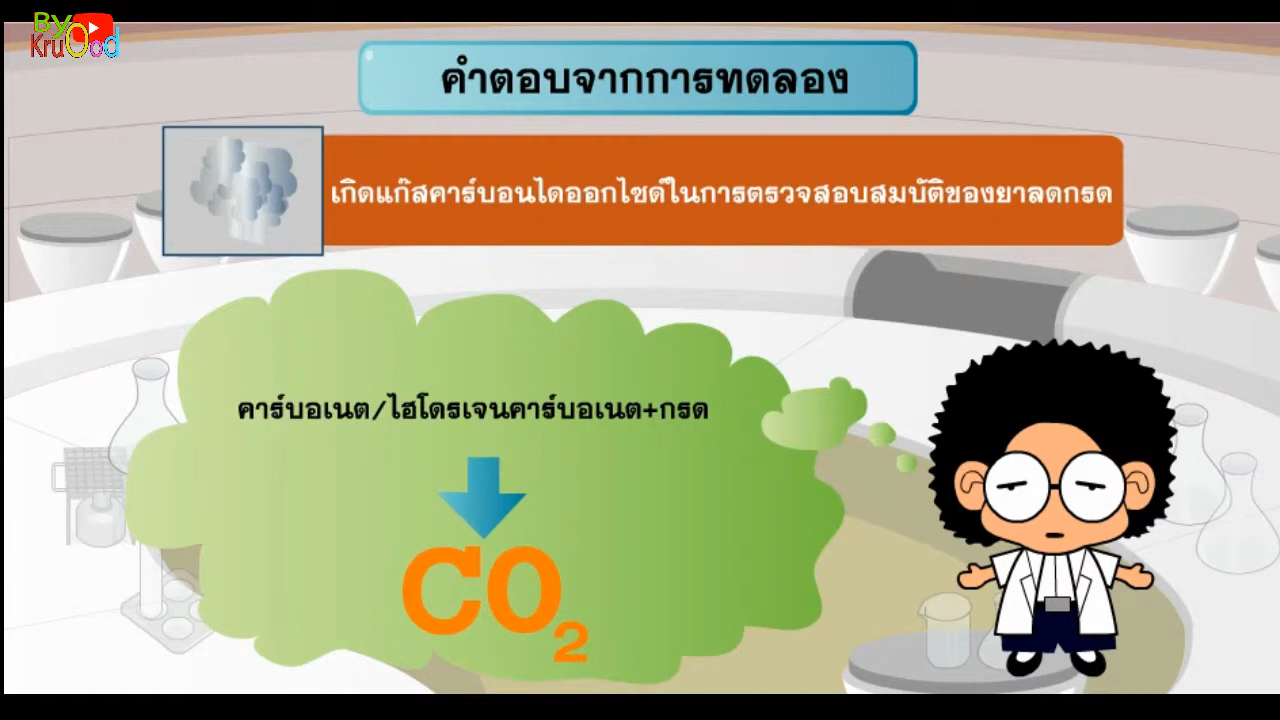 By
KruOod
คำตอบจากการทดลอง
เกิดแก๊สคาร์บอนไดออกไซด์ในการตรวจสอบสมบัติของยาลดกรด
คาร์บอเนต/ไฮโดรเจนคาร์บอเนต+กรด
CO₂